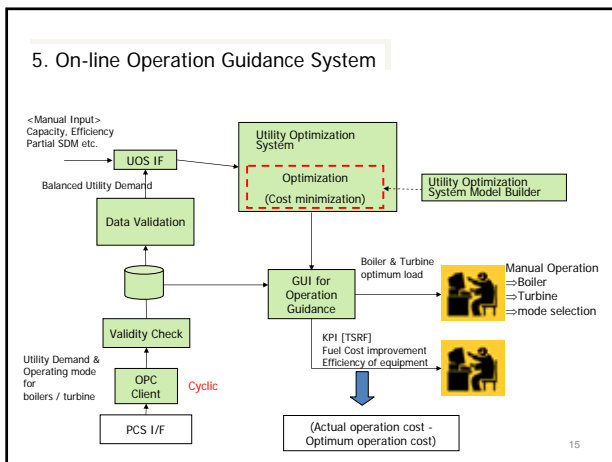 5. On-line Operation Guidance System
<Manual Input>
Capacity, Efficiency
Partial SDM etc.
UOS IF
Balanced Utility Demand
Data Validation
Validity Check
Utility Demand &
Operating mode
for
boilers / turbine
OPC
Client
Cyclic
PCS I/F
Utility Optimization
System
Optimization
(Cost minimization)
Utility Optimization
System Model Builder
GUI for
Operation
Guidance
Boiler & Turbine
optimum load
Manual Operation
⇒Boiler
⇒Turbine
⇒mode selection
KPI [TSRF]
Fuel Cost improvement
Efficiency of equipment
(Actual operation cost -
Optimum operation cost)
15